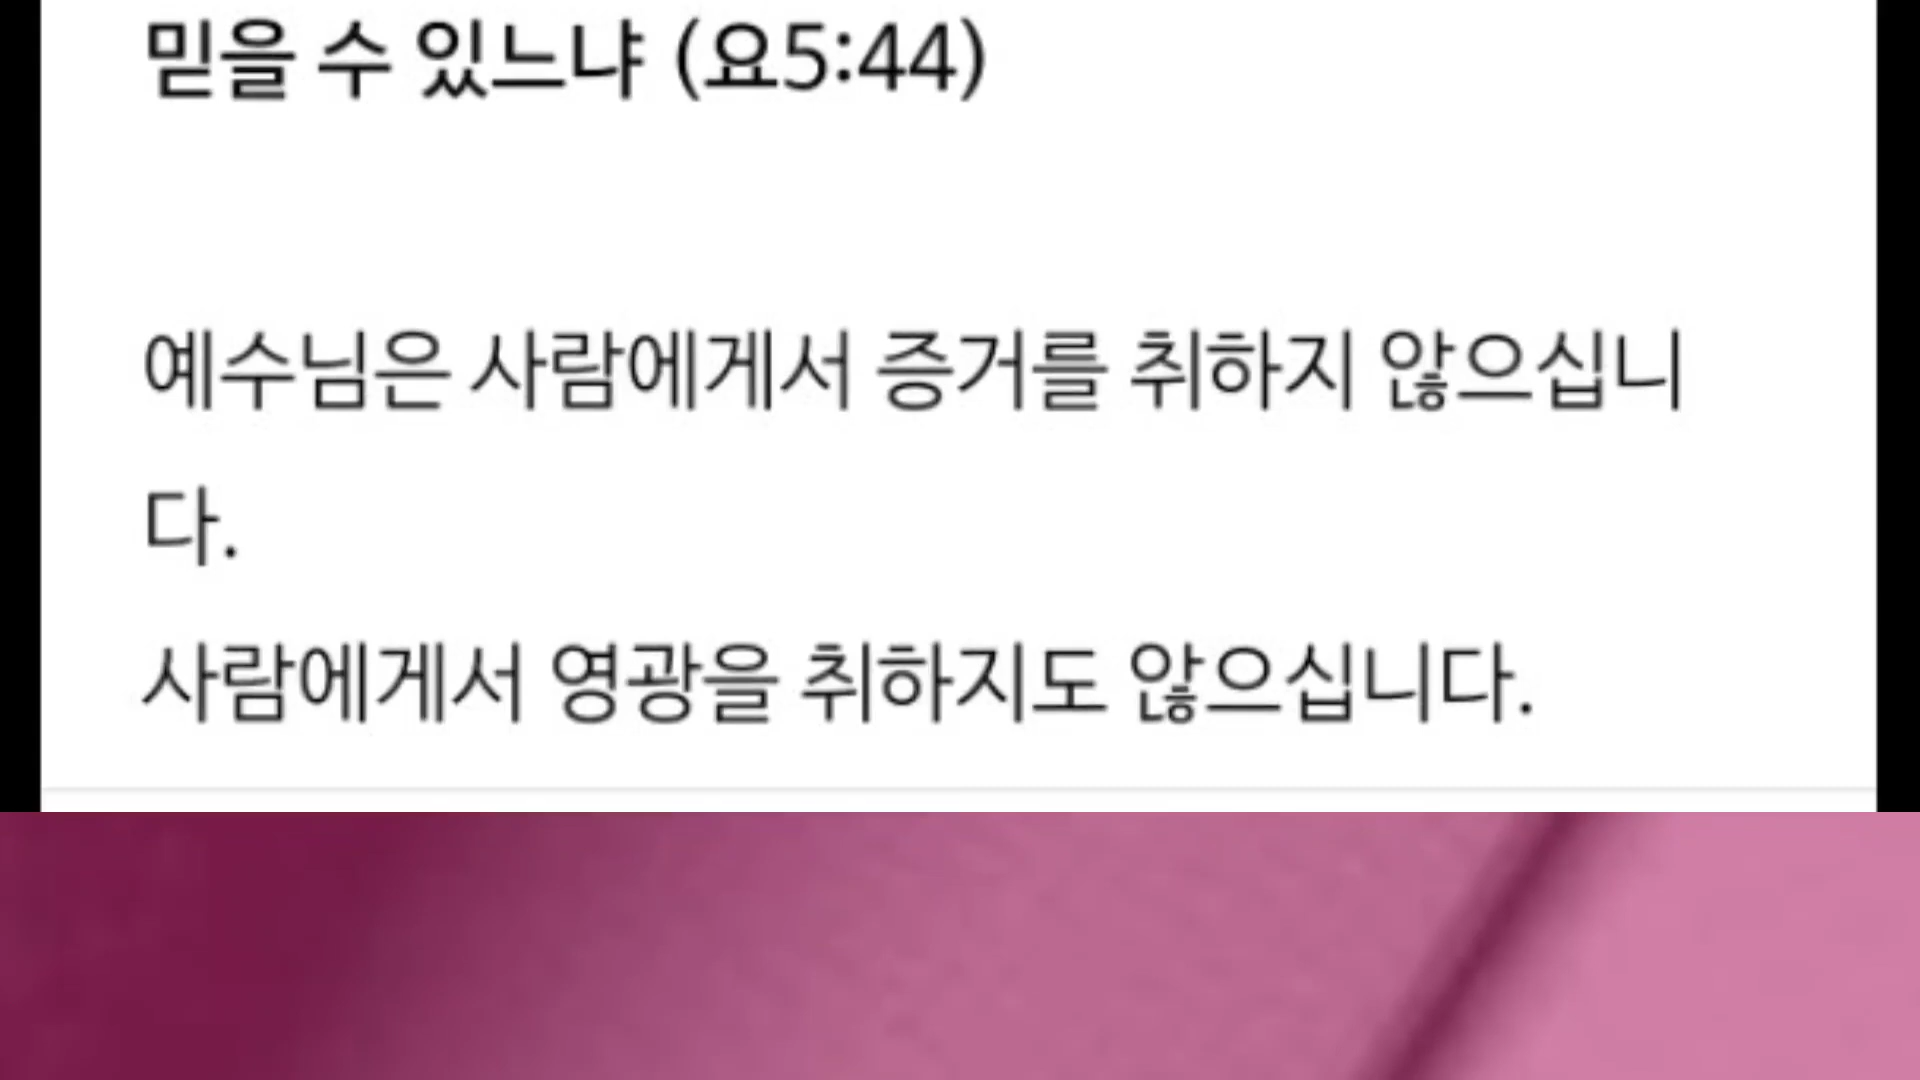 믿을 수 있느냐 (요5:44)
예수님은 사람에게서 증거를 취하지 않으십니
다.
사람에게서 영광을 취하지도 않으십니다.